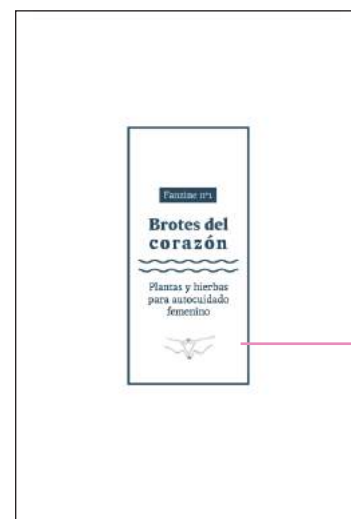 Fanzine nº1
Brotes del
corazón
Plantas y hierbas
para autocuidado
femenino